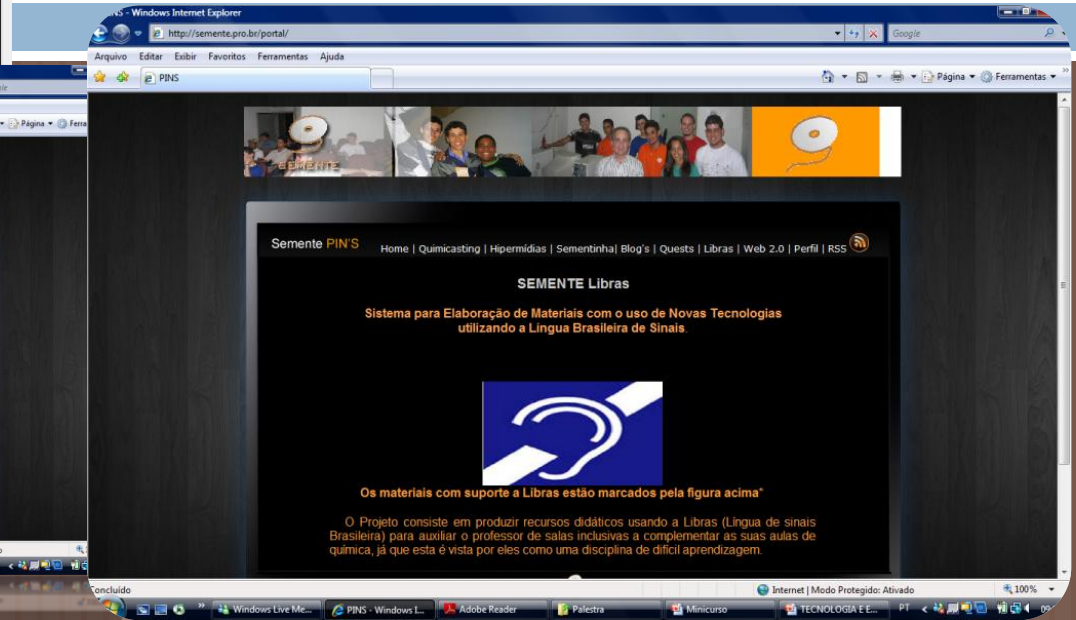 PINS - Windows Internet Explorer
http://semente.pro.br/portal/
Google
Arquivo Editar Exibir Favoritos Ferramentas Ajuda
PINS
Página Ferramentas
Página
SEMENTE
Semente PIN'S
Home | Quimicasting | Hipermídias | Sementinha| Blog's | Quests | Libras | Web 2.0 | Perfil | RSS
SEMENTE Libras
Sistema para Elaboração de Materiais com o uso de Novas Tecnologias
utilizando a Lingua Brasileira de Sinais.
Os materiais com suporte a Libras estão marcados pela figura acima*
O Projeto consiste em produzir recursos didáticos usando a Libras (Língua de sinais
Brasileira) para auxiliar o professor de salas inclusivas a complementar as suas aulas de
química, já que esta é vista por eles como uma disciplina de difícil aprendizagem.
Concluído
Internet | Modo Protegido: Ativado
100%
Windows Live Me...
PINS - Windows I...
Adobe Reader
Palestra
Minicurso
TECNOLOGIA E E...
PT